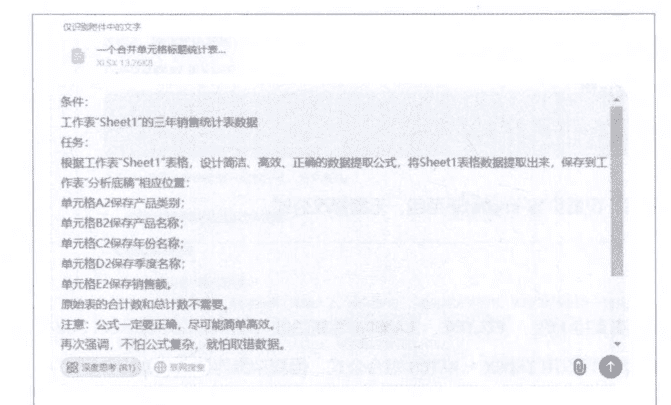 仅识别附件中的文字
一个合并单元格标题统计表...
XLSX 13.26KB
条件：
工作表“Sheet1”的三年销售统计表数据
任务：
根据工作表“Sheet1”表格，设计简洁、高效、正确的数据提取公式，将Sheet1表格数据提取出来，保存到工
作表“分析底稿”相应位置：
单元格A2保存产品类别；
单元格B2保存产品名称；
单元格C2保存年份名称；
单元格D2保存季度名称；
单元格E2保存销售额。
原始表的合计数和总计数不需要。
注意：公式一定要正确，尽可能简单高效。
再次强调，不怕公式复杂，就怕取错数据。
深度思考 (R1)
联网搜索